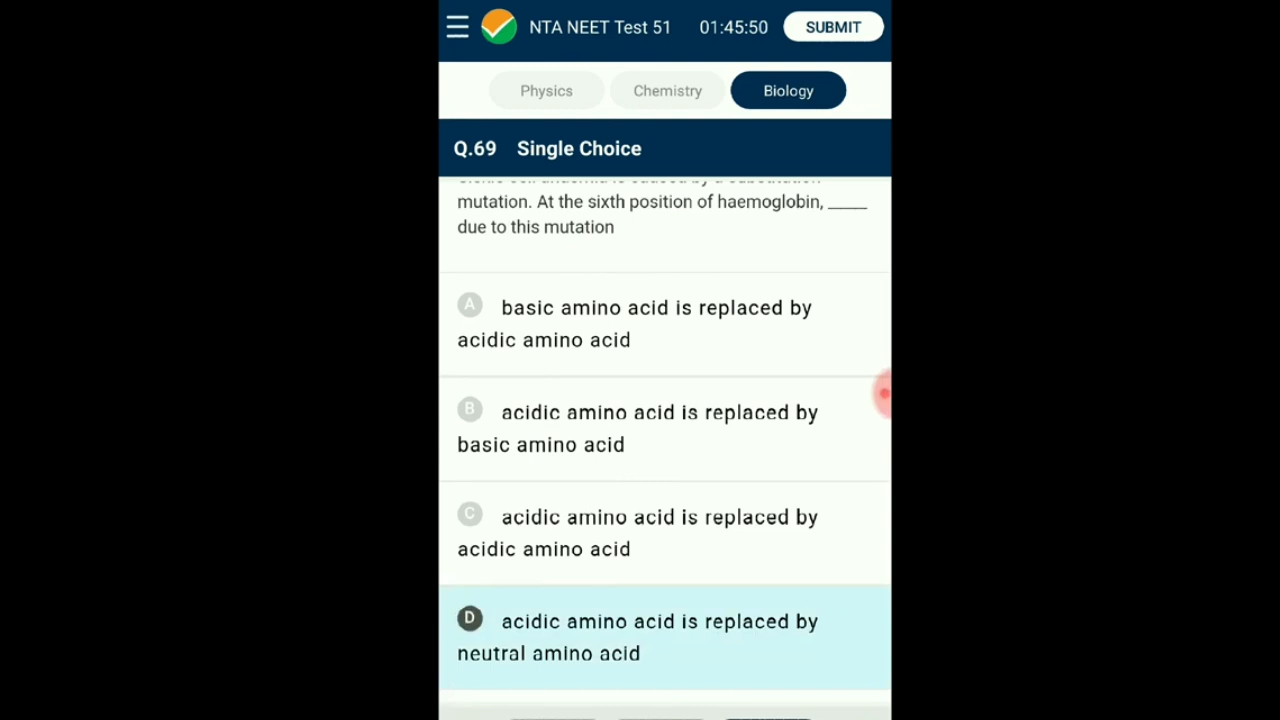 NTA NEET Test 51 01:45:50 SUBMIT
Physics Chemistry Biology
Q.69 Single Choice
mutation. At the sixth position of haemoglobin, _____
due to this mutation
A basic amino acid is replaced by
acidic amino acid
B acidic amino acid is replaced by
basic amino acid
C acidic amino acid is replaced by
acidic amino acid
D acidic amino acid is replaced by
neutral amino acid